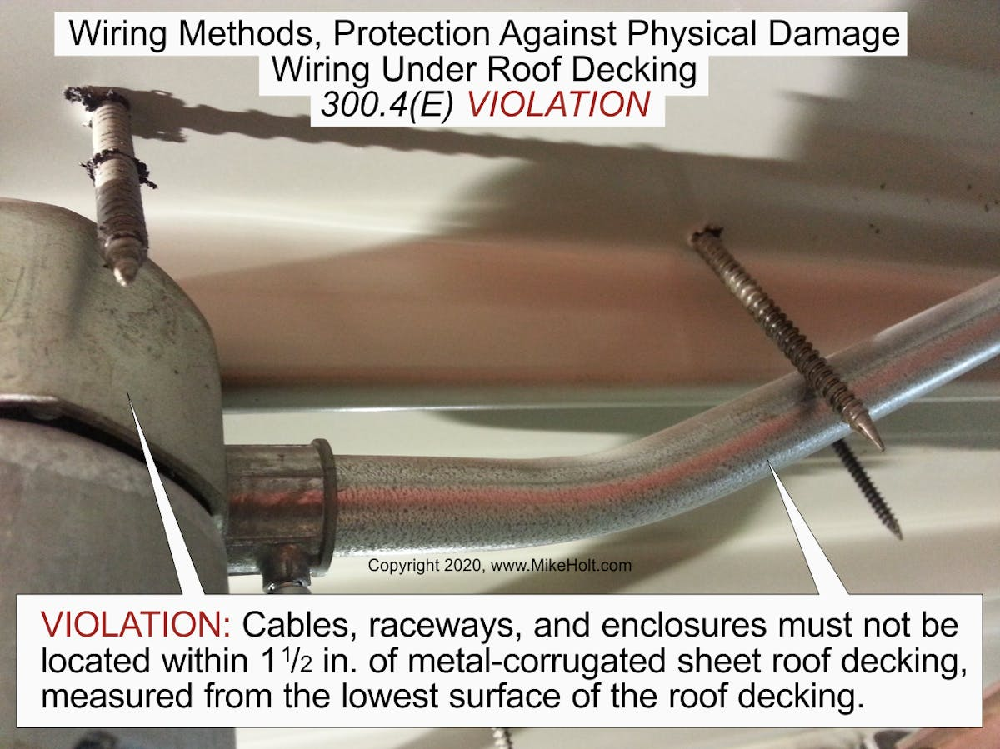 Wiring Methods, Protection Against Physical Damage
Wiring Under Roof Decking
300.4(E) VIOLATION
Copyright 2020, www.MikeHolt.com
VIOLATION: Cables, raceways, and enclosures must not be
located within 1 1/2 in. of metal-corrugated sheet roof decking,
measured from the lowest surface of the roof decking.